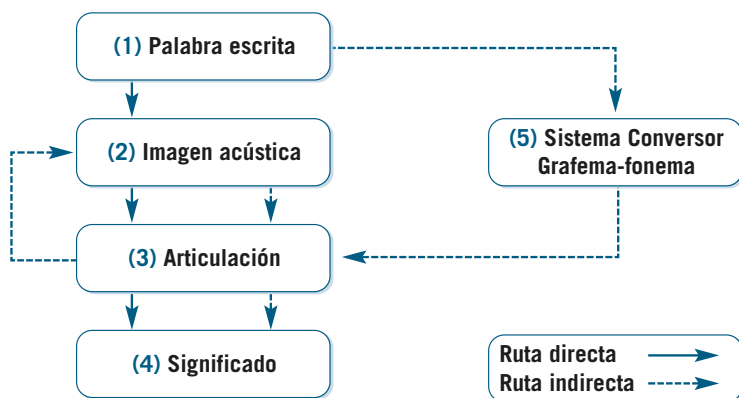 (1) Palabra escrita
(2) Imagen acústica
(5) Sistema Conversor
Grafema-fonema
(3) Articulación
(4) Significado
Ruta directa
Ruta indirecta